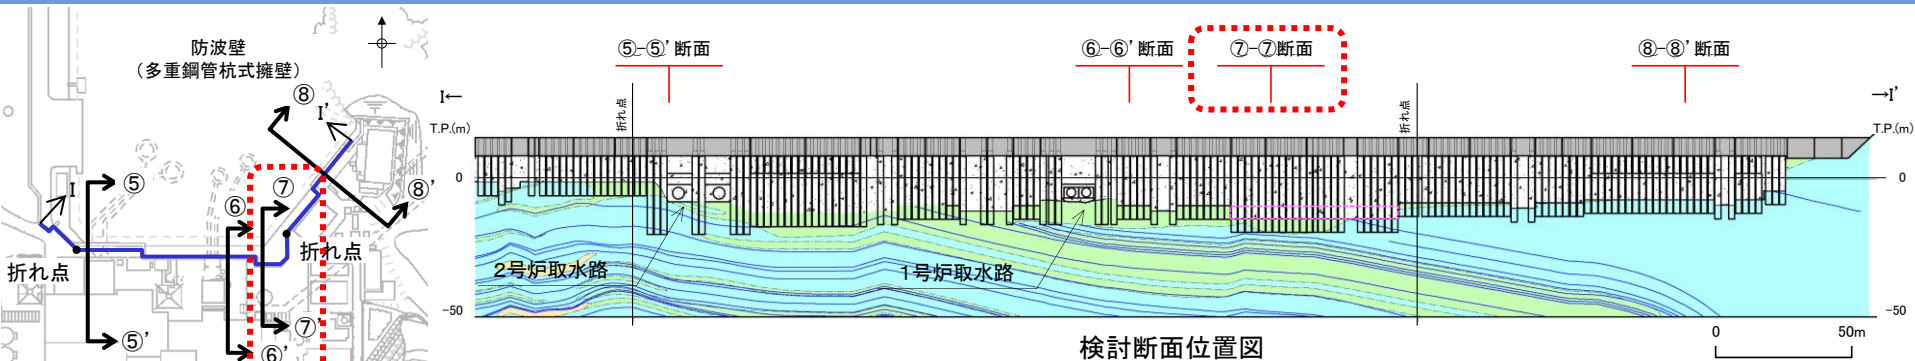 防波壁
(多重鋼管杭式擁壁)
⑧
I'
I
⑤
⑦
⑥
⑧'
折れ点
折れ点
⑤'
⑦'
⑥'
⑤-⑤'断面
⑥-⑥'断面
⑦-⑦断面
⑧-⑧'断面
I←
→I'
折れ点
折れ点
T.P.(m)
T.P.(m)
0
0
2号炉取水路
1号炉取水路
-50
-50
検討断面位置図
0
50m